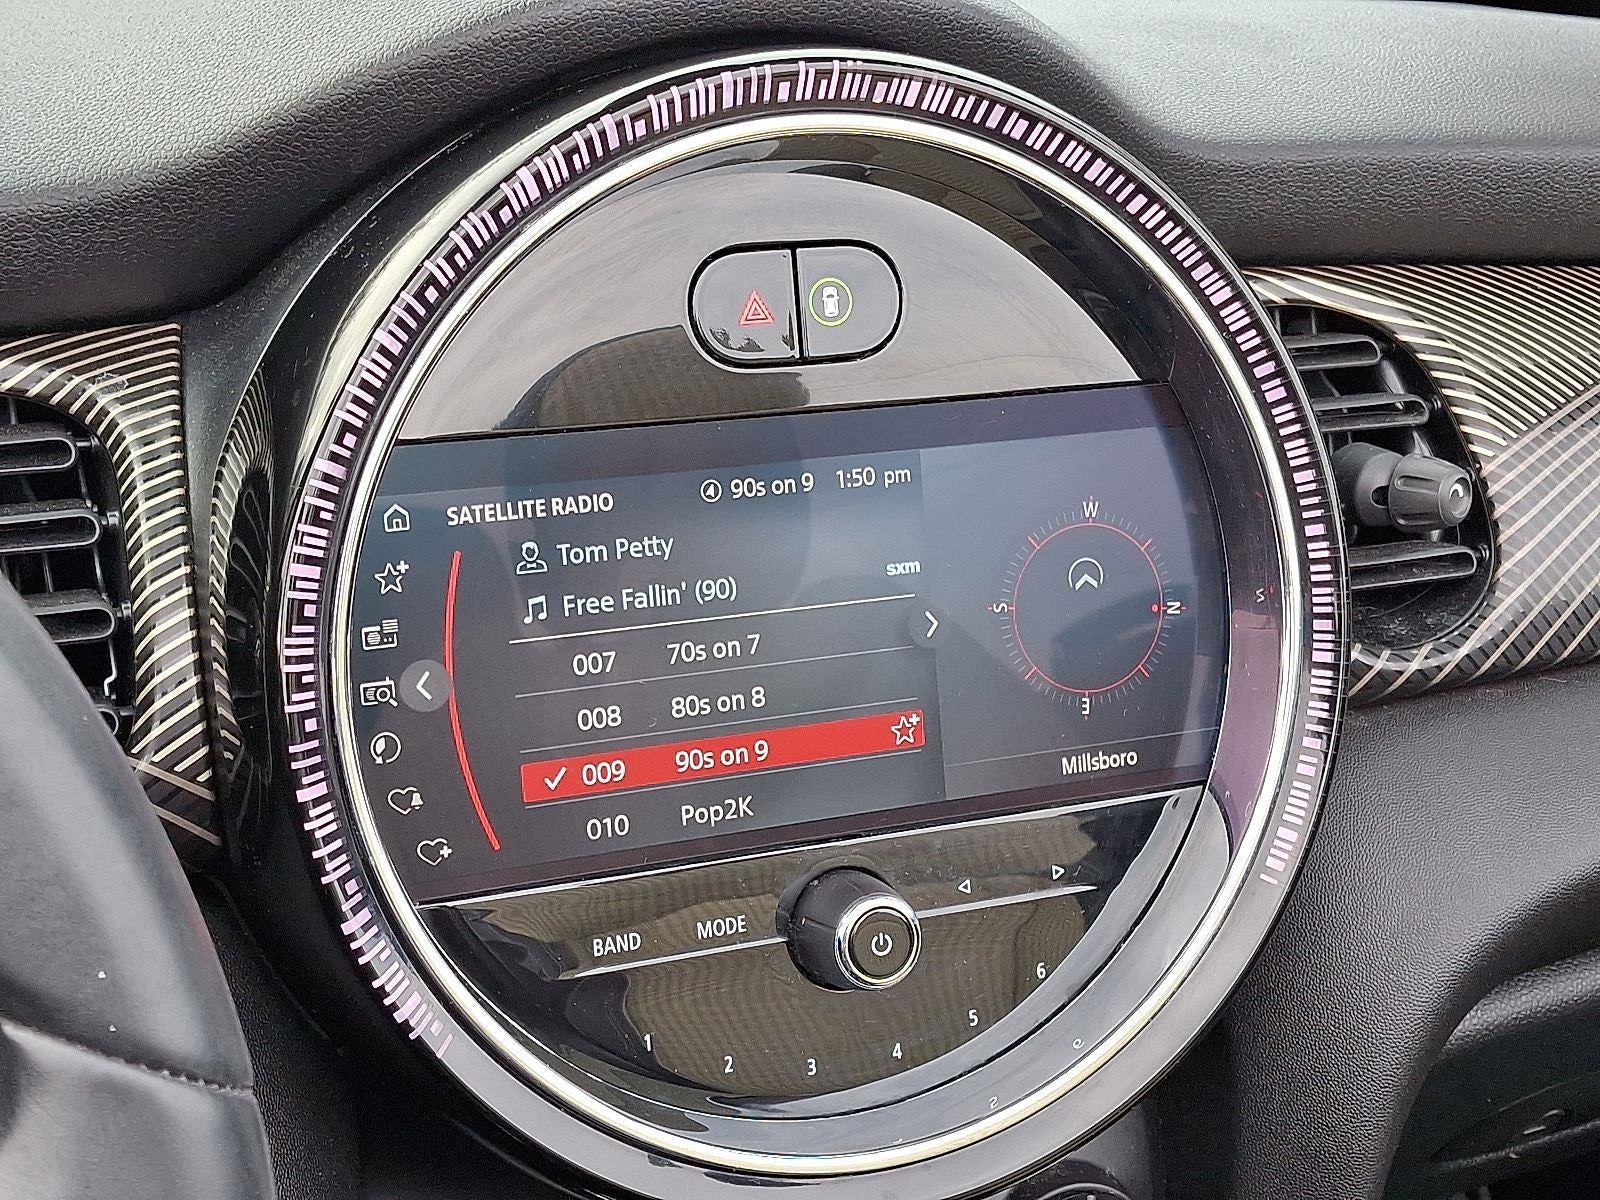 SATELLITE RADIO 90s on 9 1:50 pm
Tom Petty
sxm
Free Fallin' (90)
007 70s on 7
008 80s on 8
009 90s on 9
010 Pop2K
W
S N
E
Millsboro
BAND MODE
1 2 3 4 5 6